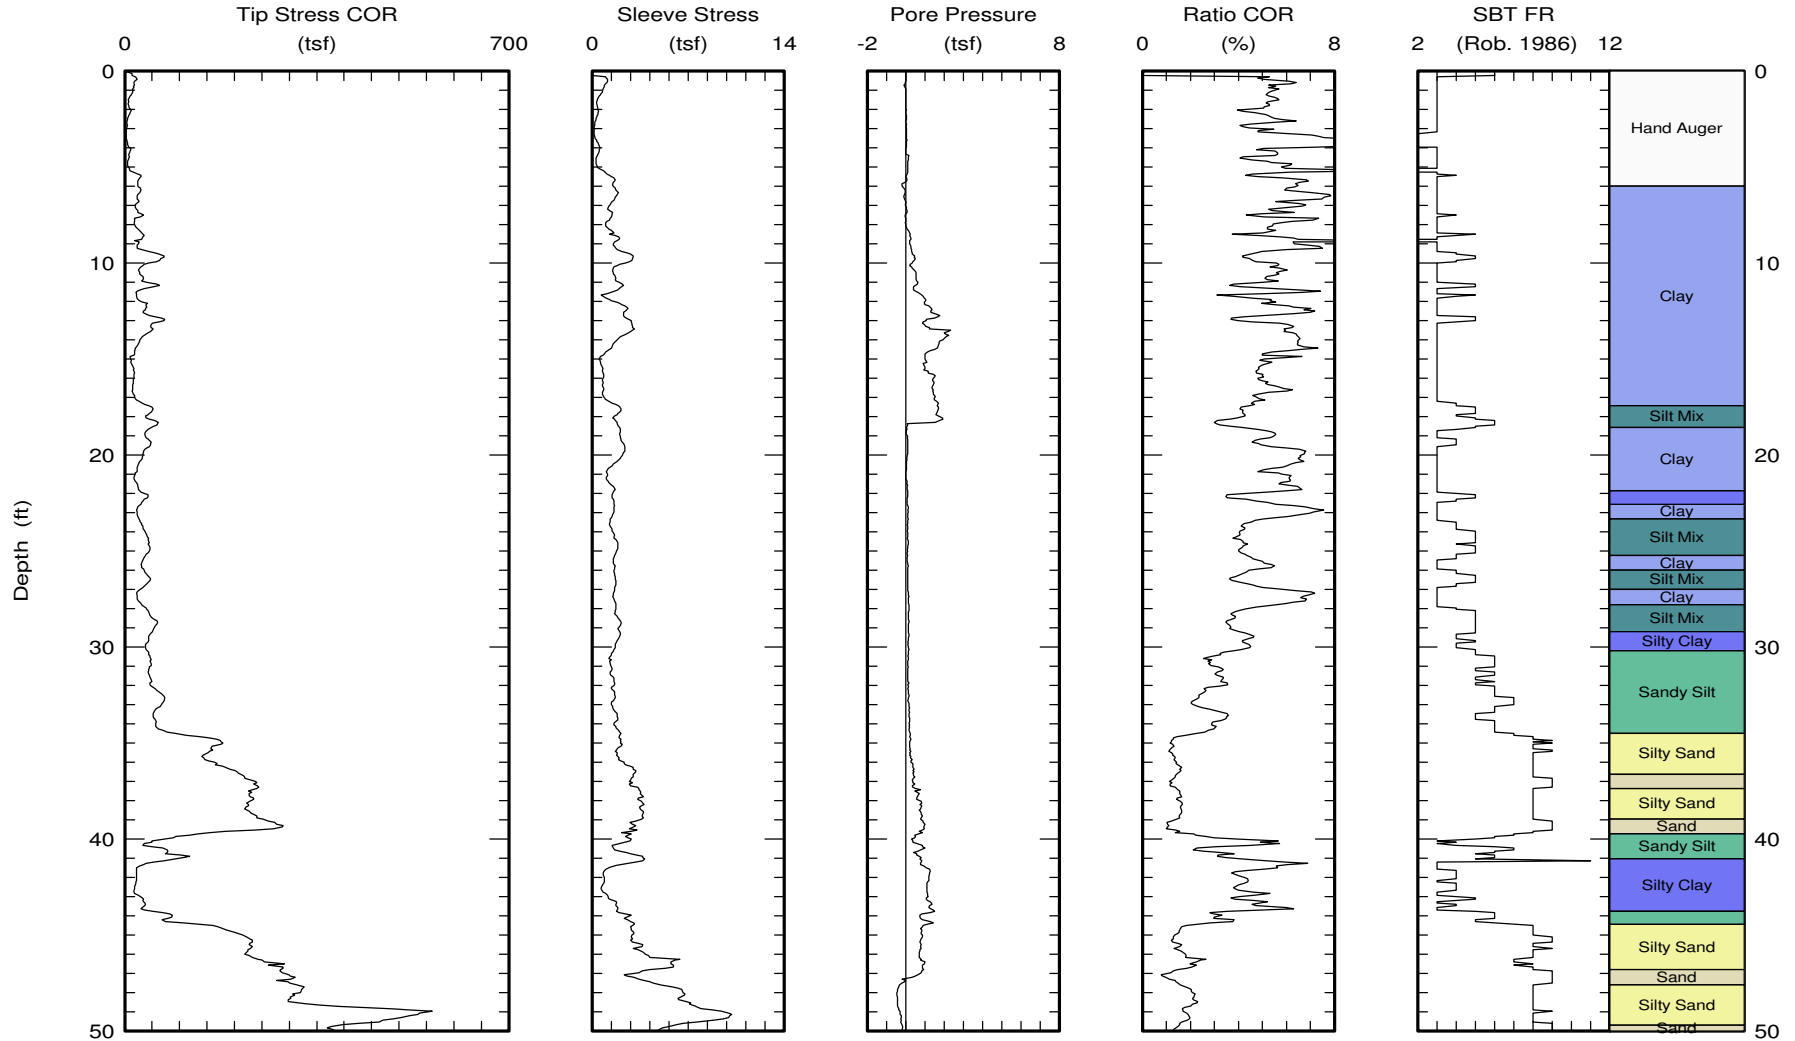 Tip Stress COR Sleeve Stress Pore Pressure Ratio COR SBT FR
0 (tsf) 700 0 (tsf) 14 -2 (tsf) 8 0 (%) 8 2 (Rob. 1986) 12
0 0
Hand Auger
10 10
Clay
Silt Mix
20 Clay 20
Clay
Depth (ft)
Silt Mix
Clay
Silt Mix
Clay
Silt Mix
Silty Clay
30 30
Sandy Silt
Silty Sand
Silty Sand
Sand
40 Sandy Silt 40
Silty Clay
Silty Sand
Sand
Silty Sand
50 Sand 50